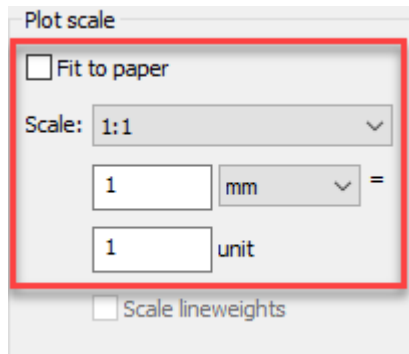 Plot scale
Fit to paper
Scale: 1:1
1 mm =
1 unit
Scale lineweights